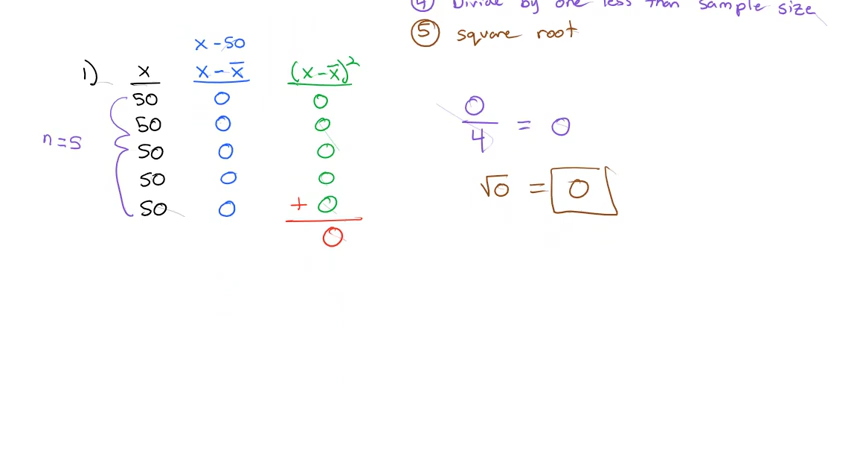 ④ Divide by one less than sample size
⑤ square root
x - 50
1) x x - x̄ (x - x̄)²
50 0 0
50 0 0
n = 5
50 0 0
50 0 0
50 0 + 0
0
0/4 = 0
√0 = 0